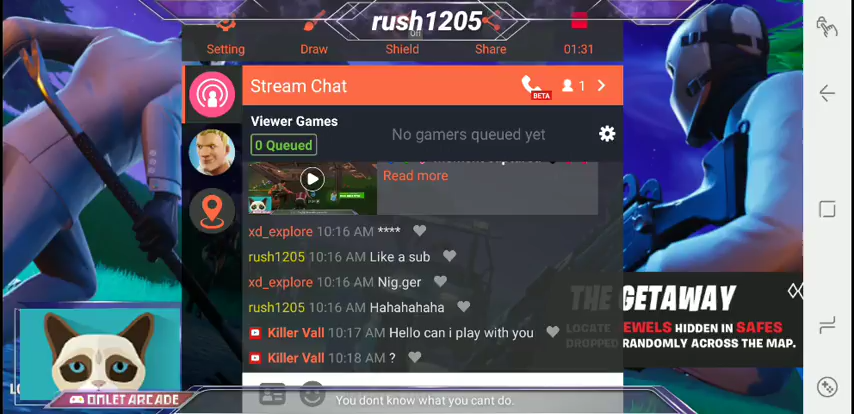 rush1205
off
Setting
Draw
Shield
Share
01:31
Stream Chat
BETA
1
Viewer Games
0 Queued
No gamers queued yet
Read more
xd_explore 10:16 AM ****
rush1205 10:16 AM Like a sub
xd_explore 10:16 AM Nig.ger
rush1205 10:16 AM Hahahahaha
Killer Vall 10:17 AM Hello can i play with you
Killer Vall 10:18 AM ?
THE GETAWAY
LOCATE JEWELS HIDDEN IN SAFES
DROPPED RANDOMLY ACROSS THE MAP.
OMLET ARCADE
You dont know what you cant do.